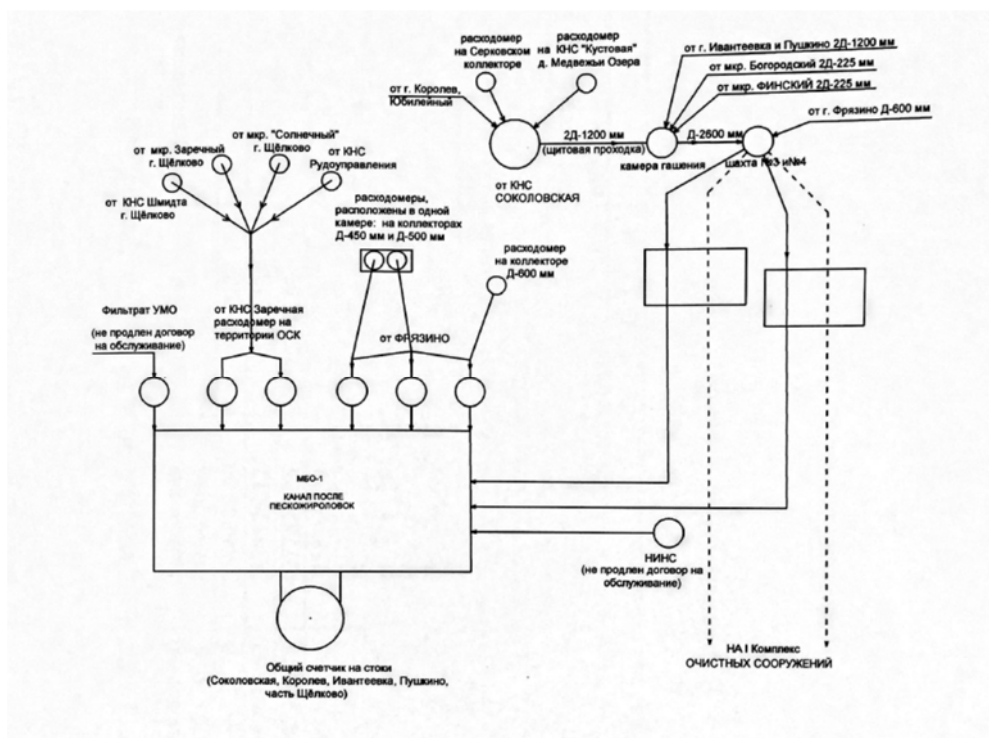 расходомер
на Серковском
коллекторе
расходомер
на КНС "Кустовая"
д. Медвежьи Озера
от г. Ивантеевка и Пушкино 2Д-1200 мм
от мкр. Богородский 2Д-225 мм
от мкр. ФИНСКИЙ 2Д-225 мм
от г. Фрязино Д-600 мм
от г. Королев,
Юбилейный
2Д-1200 мм
(щитовая проходка)
Д-2600 мм
камера гашения
шахта №3 и№4
от КНС
СОКОЛОВСКАЯ
от мкр. "Солнечный"
г. Щёлково
от мкр. Заречный
г. Щёлково
от КНС
Рудоуправления
от КНС Шмидта
г. Щёлково
расходомеры,
расположены в одной
камере: на коллекторах
Д-450 мм и Д-500 мм
расходомер
на коллекторе
Д-600 мм
Фильтрат УМО
(не продлен договор
на обслуживание)
от КНС Заречная
расходомер на
территории ОСК
от ФРЯЗИНО
МБО-1
КАНАЛ ПОСЛЕ
ПЕСКОЖИРОЛОВОК
НИНС
(не продлен договор на
обслуживание)
Общий счетчик на стоки
(Соколовская, Королев, Ивантеевка, Пушкино,
часть Щёлково)
НА I Комплекс
ОЧИСТНЫХ СООРУЖЕНИЙ